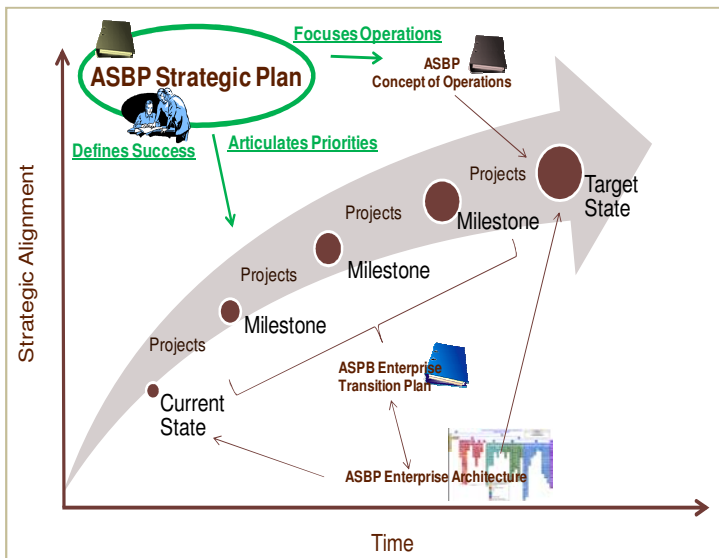 Focuses Operations
ASBP Strategic Plan
ASBP
Concept of Operations
Defines Success
Articulates Priorities
Projects
Target
State
Projects
Milestone
Projects
Milestone
Projects
Milestone
Current
State
ASPB Enterprise
Transition Plan
ASBP Enterprise Architecture
Strategic Alignment
Time